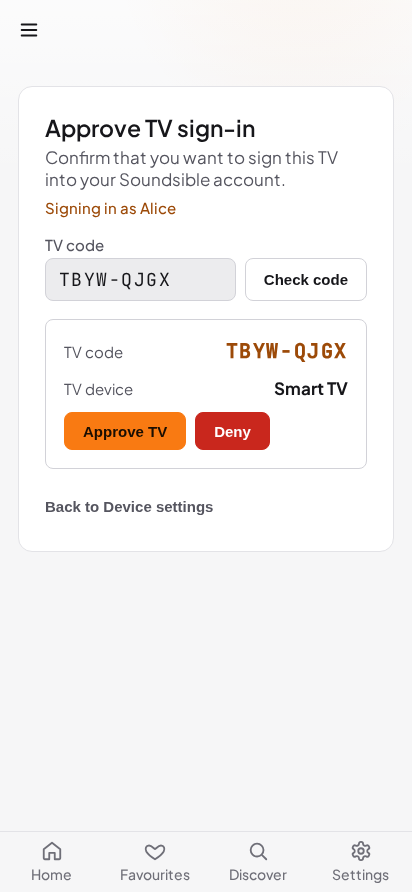 Approve TV sign-in
Confirm that you want to sign this TV
into your Soundsible account.
Signing in as Alice
TV code
TBYW-QJGX
Check code
TV code
TBYW-QJGX
TV device
Smart TV
Approve TV
Deny
Back to Device settings
Home
Favourites
Discover
Settings